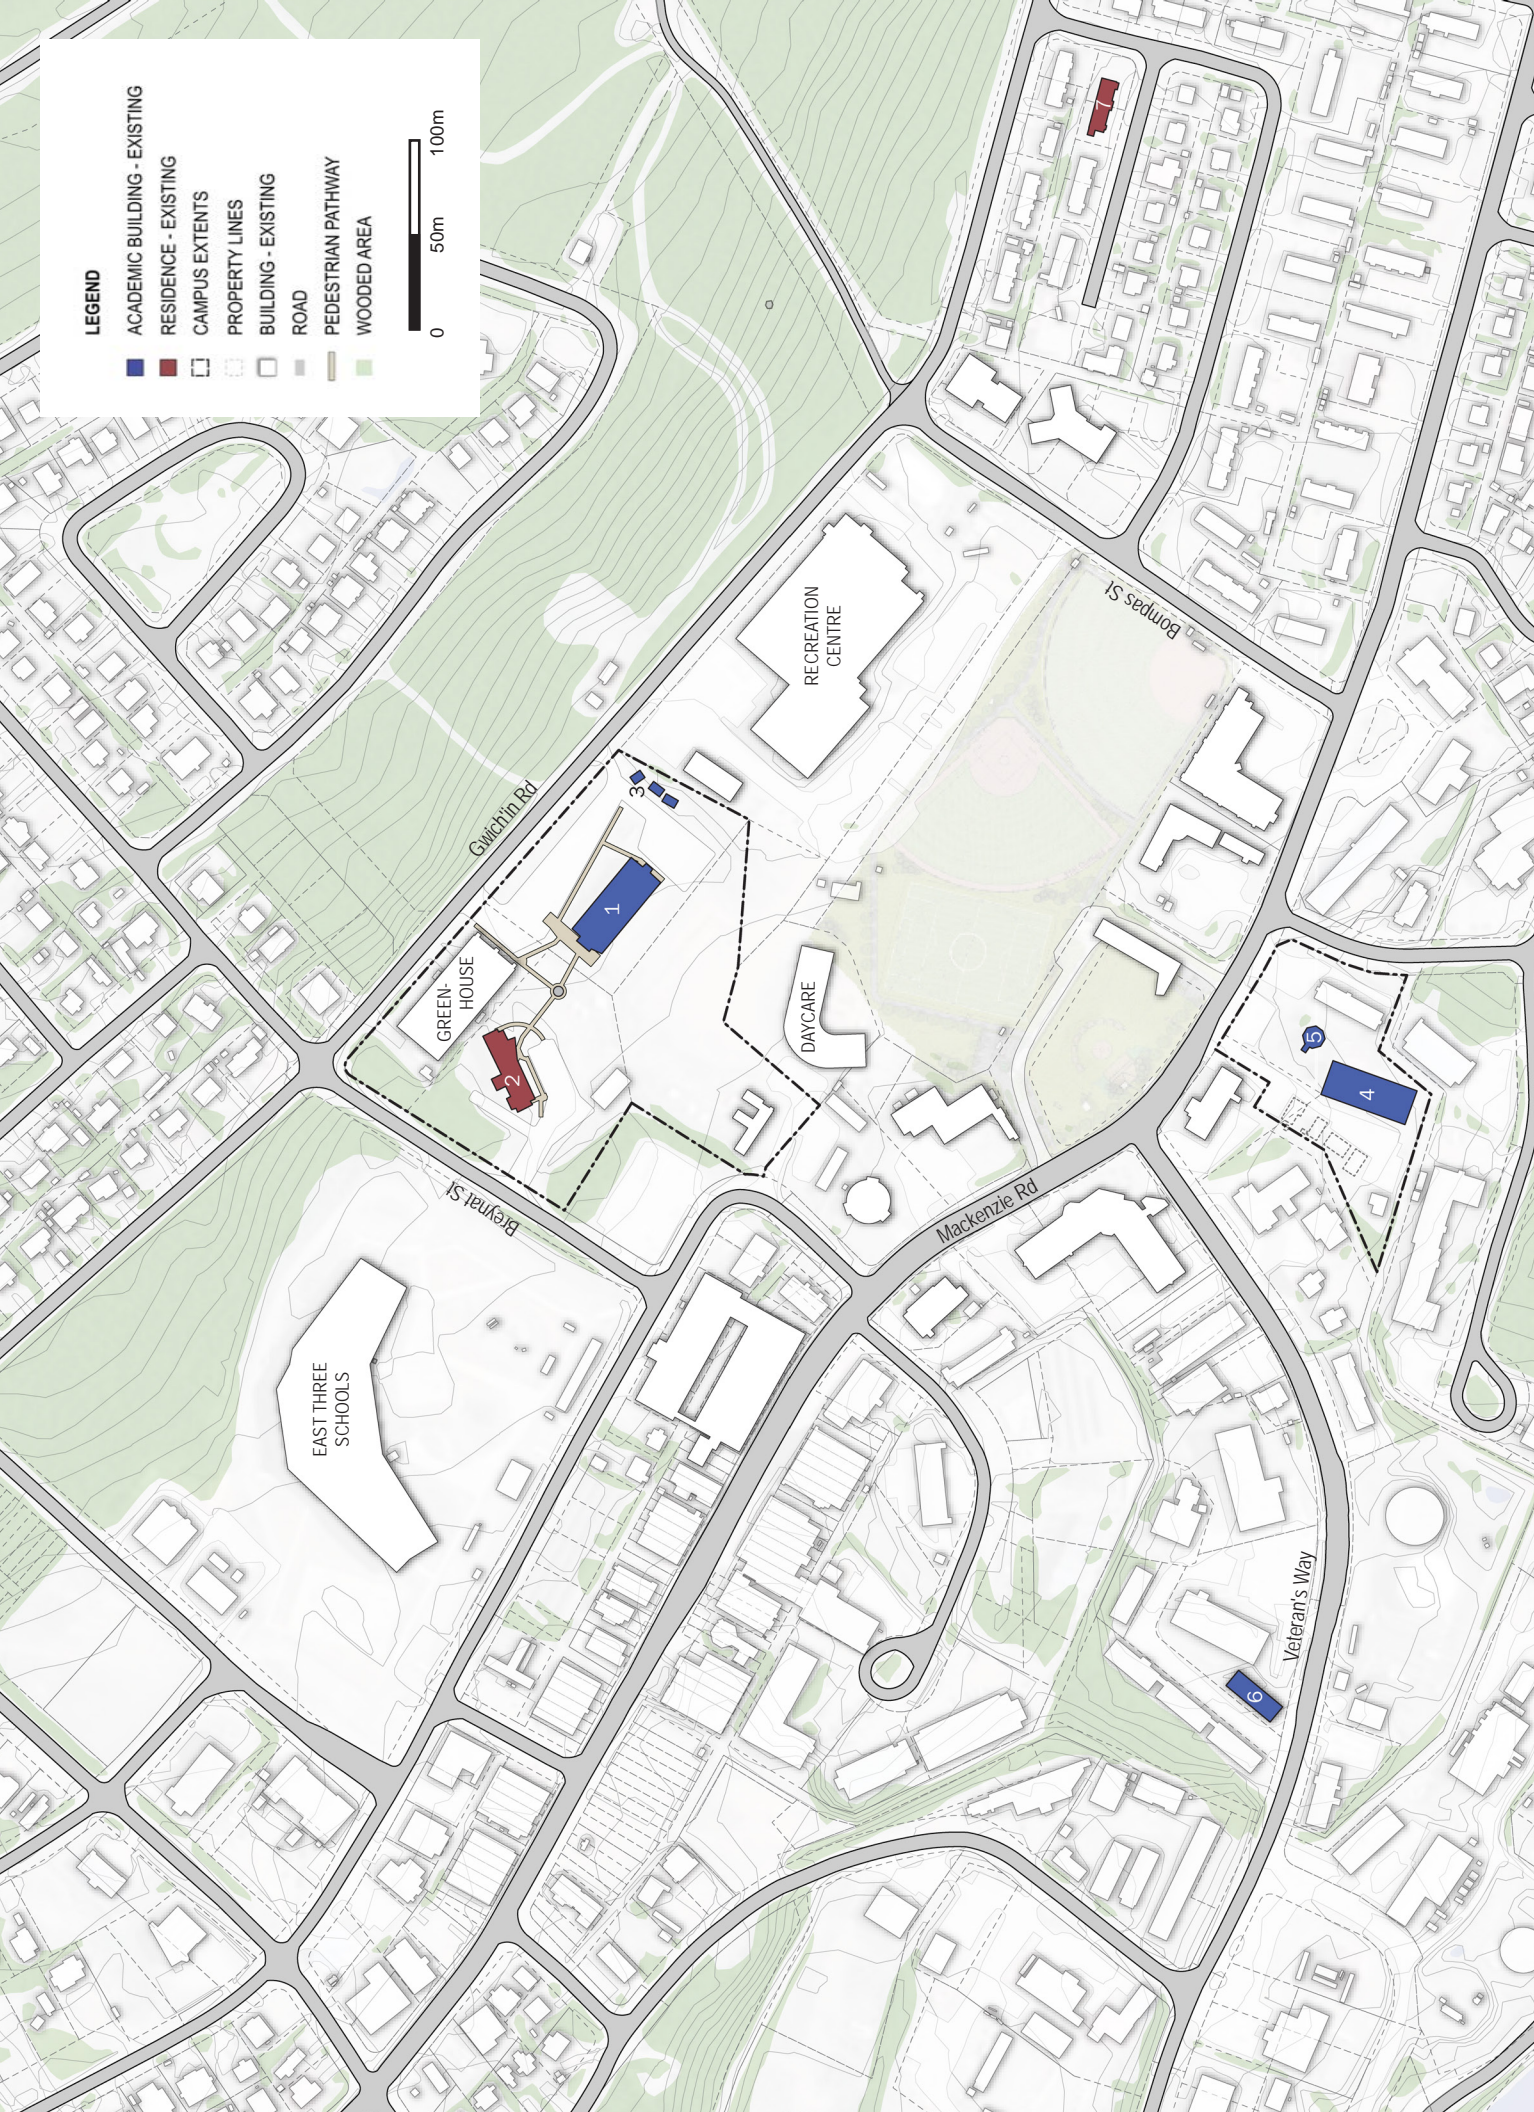 LEGEND
ACADEMIC BUILDING - EXISTING
RESIDENCE - EXISTING
CAMPUS EXTENTS
PROPERTY LINES
BUILDING - EXISTING
ROAD
PEDESTRIAN PATHWAY
WOODED AREA
0 50m 100m
7
Bompas St
RECREATION
CENTRE
Gwich'in Rd
3
1
GREEN-
HOUSE
2
DAYCARE
5
4
Breynat St
Mackenzie Rd
EAST THREE
SCHOOLS
Veteran's Way
6